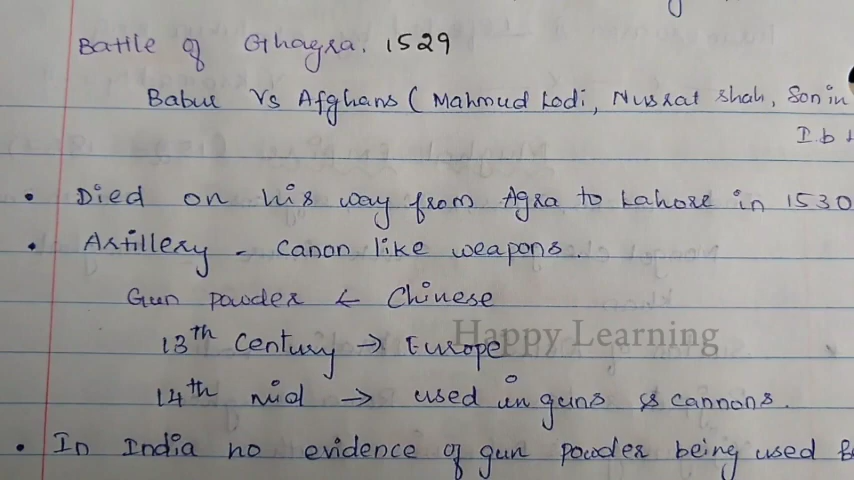 Battle of Ghagra. 1529
Babur Vs Afghans ( Mahmud Lodi, Nusrat Shah, Son in
I.b
• Died on his way from Agra to Lahore in 1530
• Artillery - canon like weapons.
Gun powder ← Chinese
13th Century → Europe
Happy Learning
14th mid → used in guns & cannons.
• In India no evidence of gun powder being used